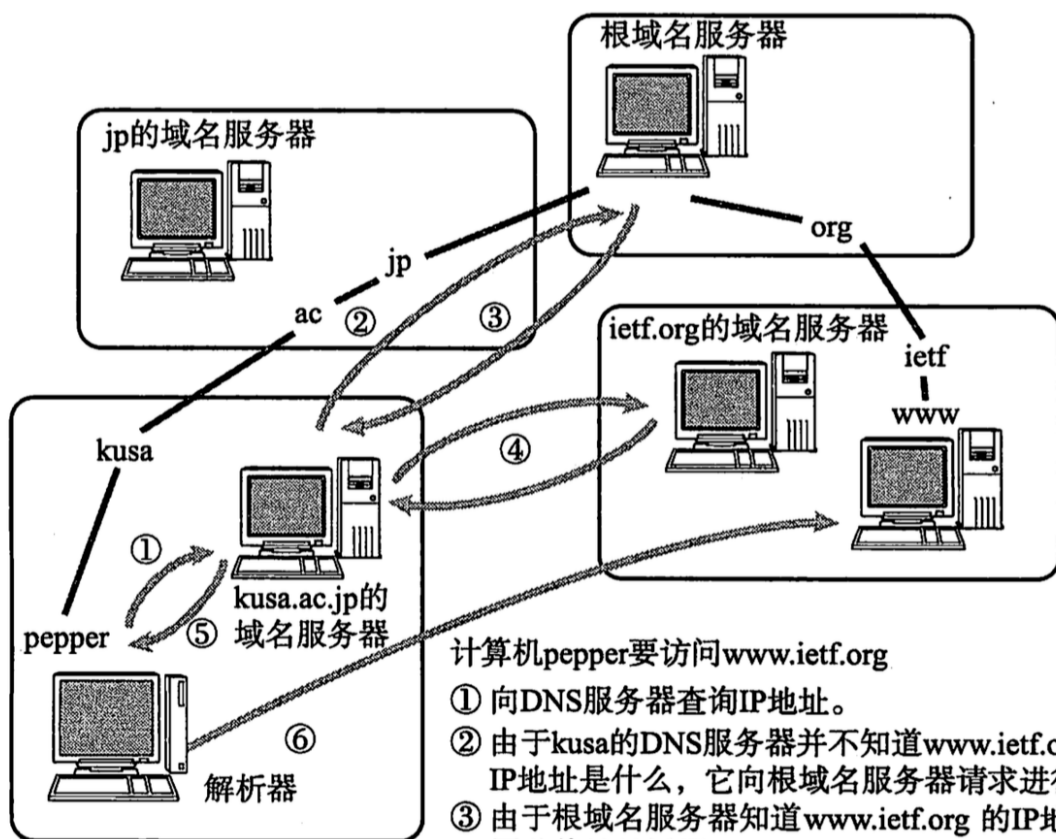 根域名服务器
jp的域名服务器
org
jp
ac
②
③
ietf.org的域名服务器
ietf
www
kusa
④
①
kusa.ac.jp的
域名服务器
⑤
pepper
⑥
解析器
计算机pepper要访问www.ietf.org
① 向DNS服务器查询IP地址。
② 由于kusa的DNS服务器并不知道www.ietf.o
IP地址是什么，它向根域名服务器请求进行
③ 由于根域名服务器知道www.ietf.org 的IP地